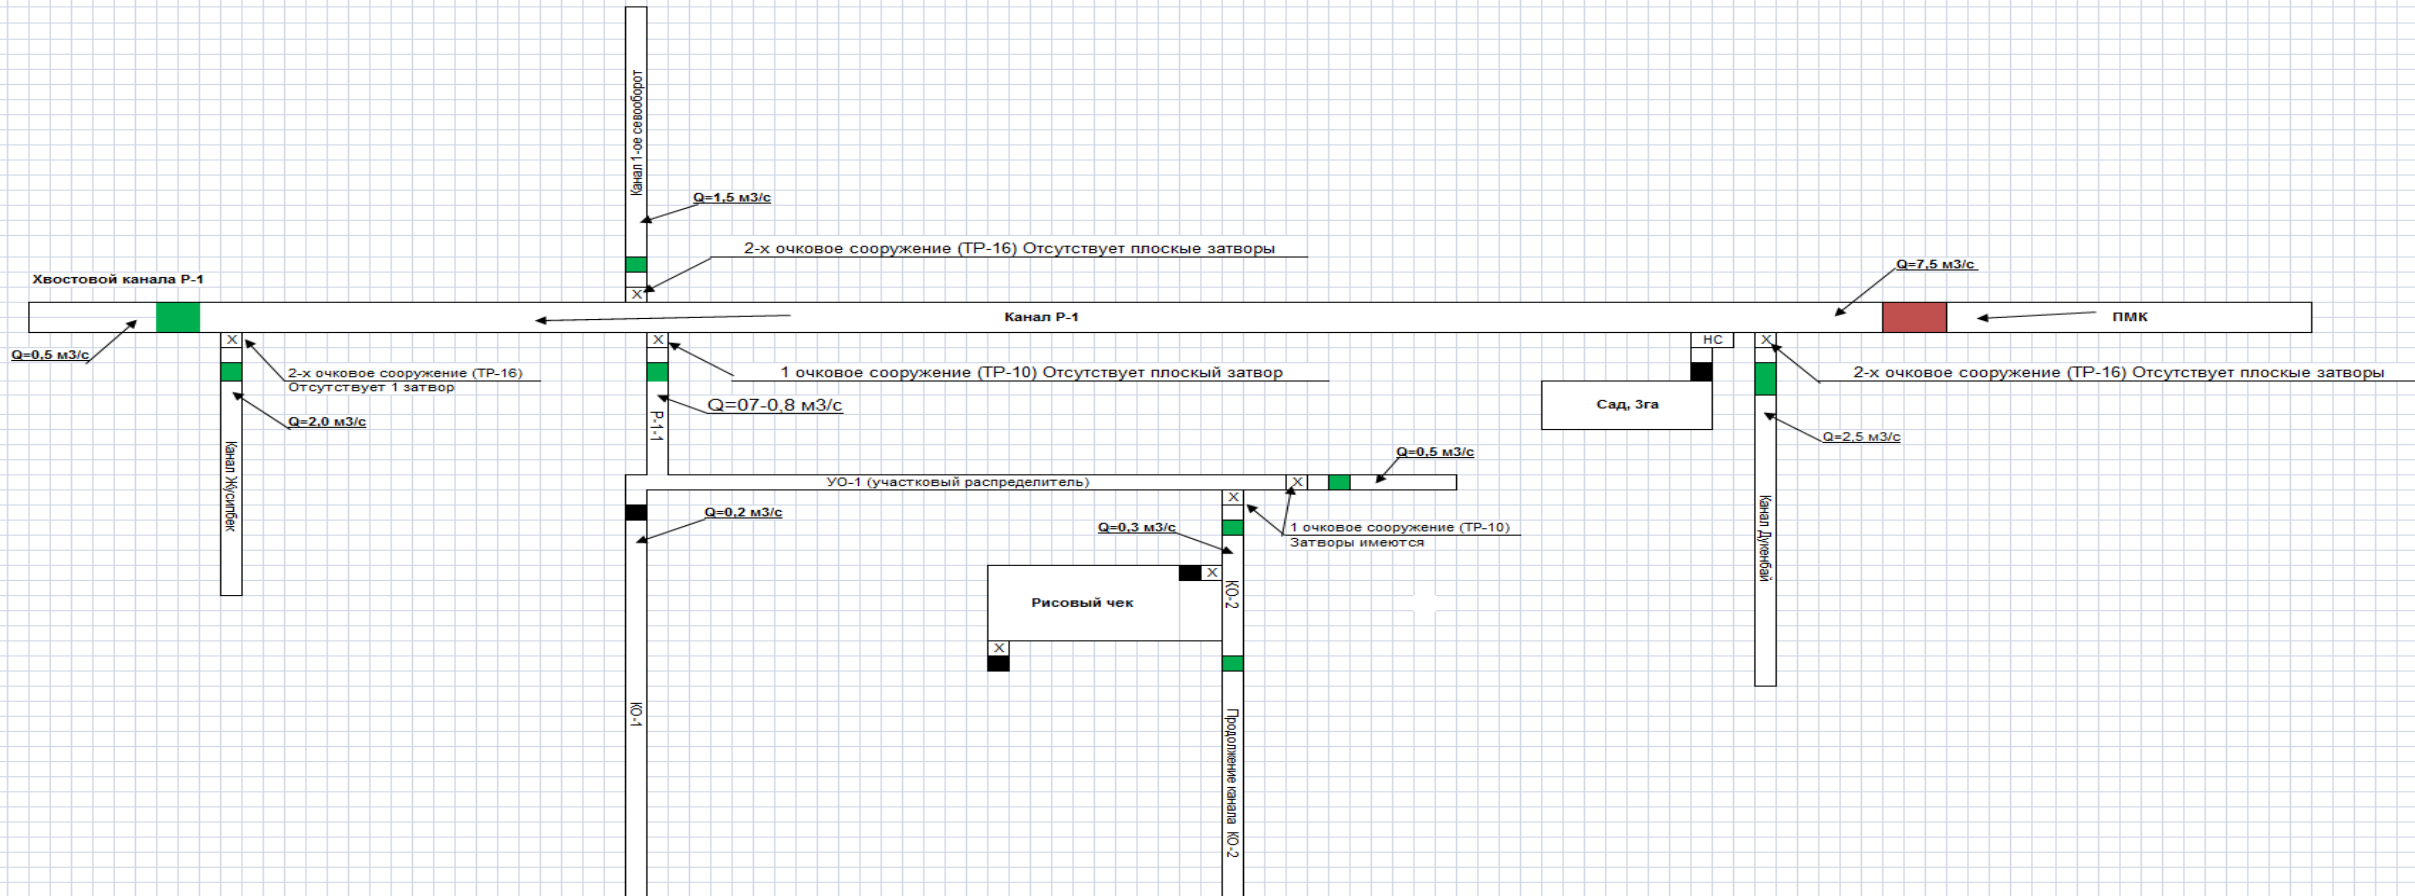 Канал 1-ое севооборот
Q=1,5 м3/с
2-х очковое сооружение (ТР-16) Отсутствует плоские затворы
Q=7,5 м3/с
Хвостовой канала Р-1
X
Канал Р-1
ПМК
Q=0,5 м3/с
X
X
НС
X
2-х очковое сооружение (ТР-16)
Отсутствует 1 затвор
1 очковое сооружение (ТР-10) Отсутствует плоский затвор
2-х очковое сооружение (ТР-16) Отсутствует плоские затворы
Q=2,0 м3/с
Q=07-0,8 м3/с
Сад, 3га
Р-1-1
Q=2,5 м3/с
Канал Жусипбек
Q=0,5 м3/с
УО-1 (участковый распределитель)
X
X
Q=0,2 м3/с
Q=0,3 м3/с
1 очковое сооружение (ТР-10)
Затворы имеются
Канал Дукенбай
X
КО-2
Рисовый чек
X
КО-1
Продолжение канала КО-2